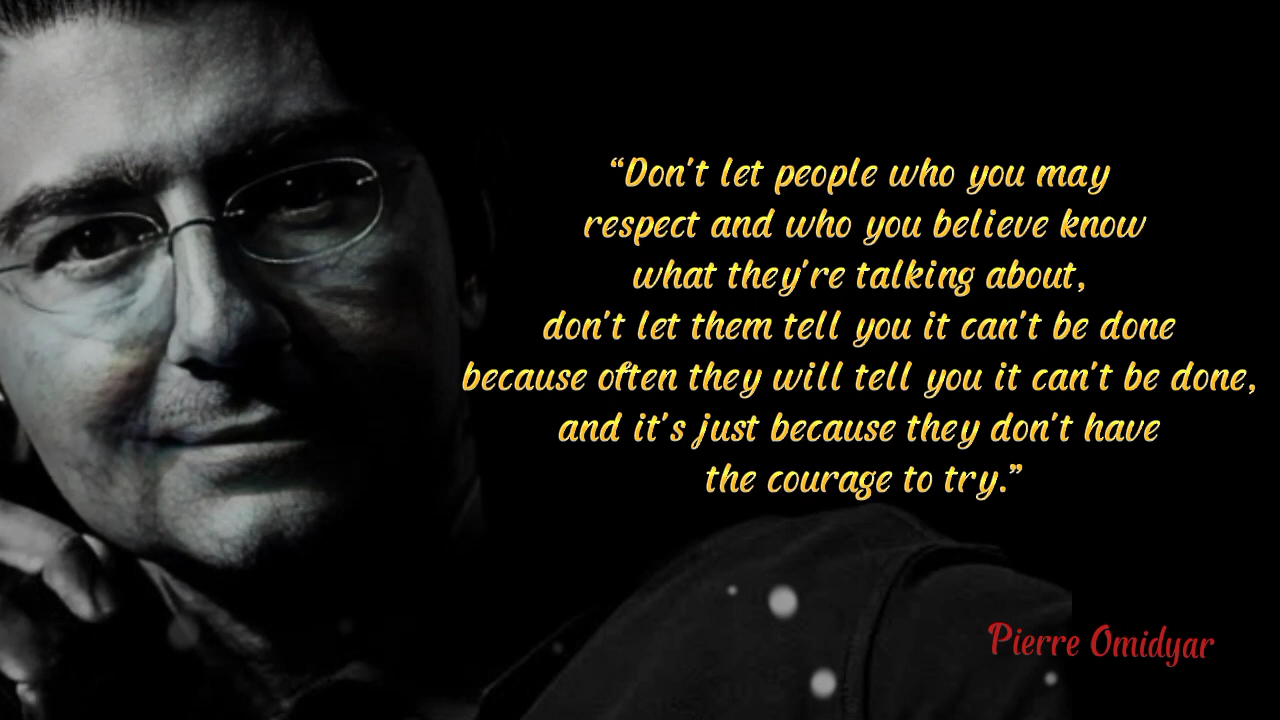 “Don't let people who you may
respect and who you believe know
what they're talking about,
don't let them tell you it can't be done
because often they will tell you it can't be done,
and it's just because they don't have
the courage to try.”
Pierre Omidyar